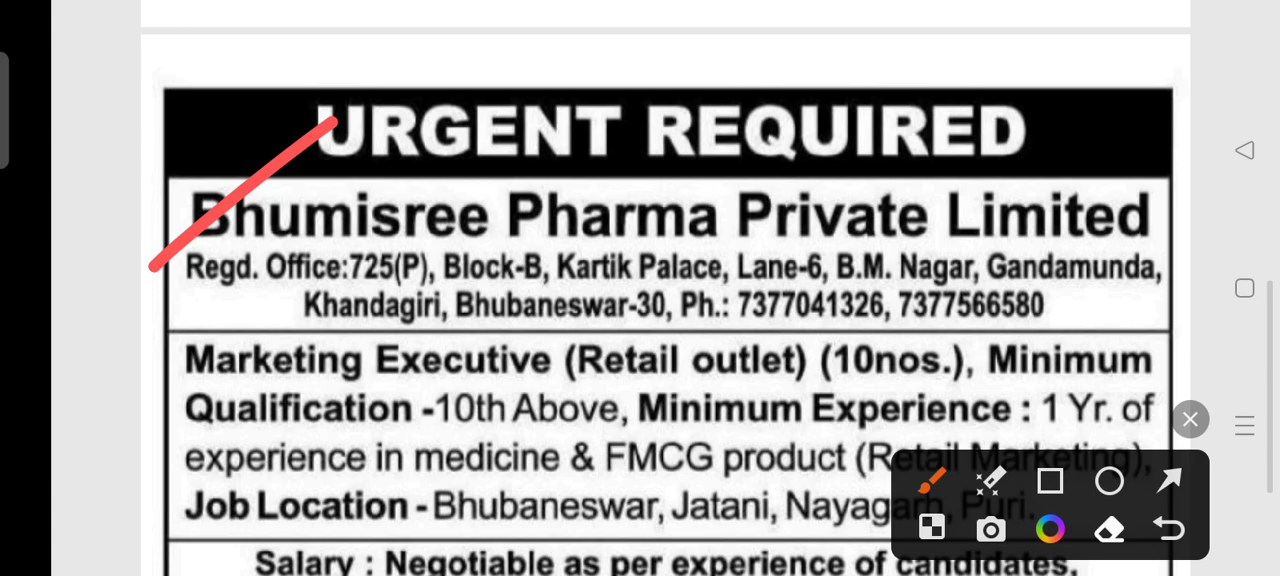 URGENT REQUIRED
Bhumisree Pharma Private Limited
Regd. Office:725(P), Block-B, Kartik Palace, Lane-6, B.M. Nagar, Gandamunda,
Khandagiri, Bhubaneswar-30, Ph.: 7377041326, 7377566580
Marketing Executive (Retail outlet) (10nos.), Minimum
Qualification -10th Above, Minimum Experience : 1 Yr. of
experience in medicine & FMCG product (Retail Marketing),
Job Location - Bhubaneswar, Jatani, Nayagarh, Puri.
Salary : Negotiable as per experience of candidates.